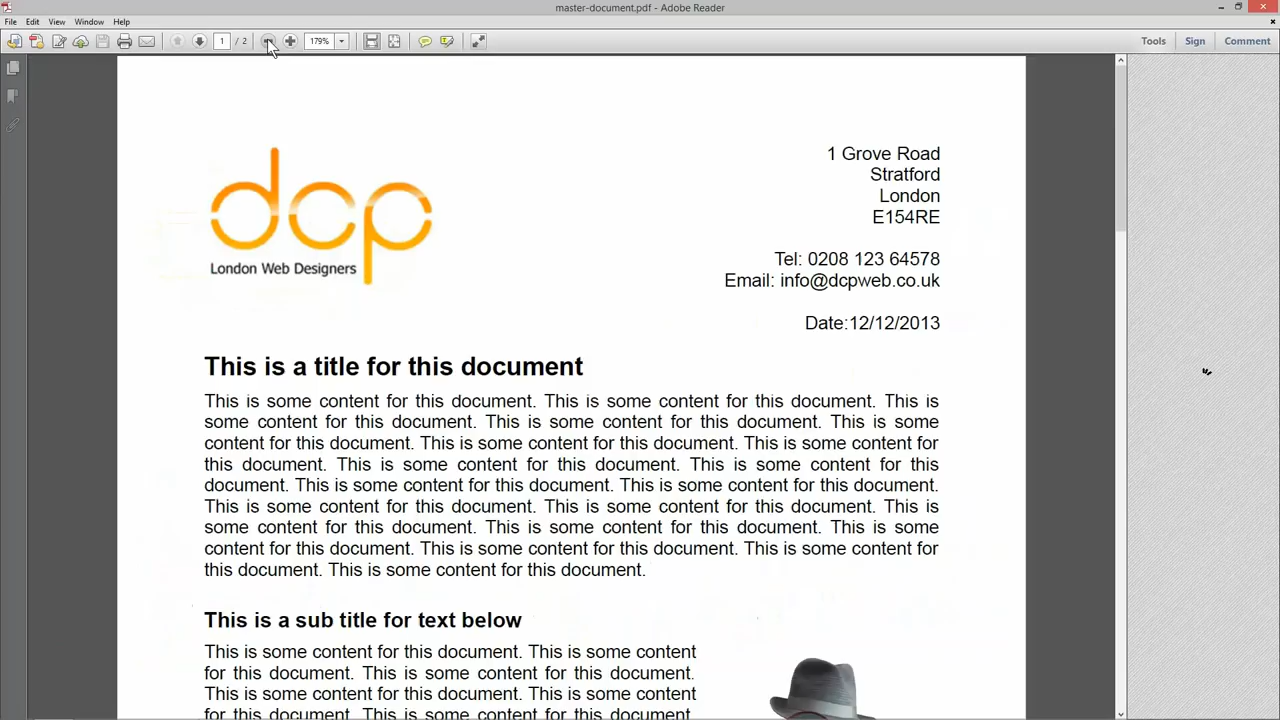 master-document.pdf - Adobe Reader
File Edit View Window Help
1 / 2 179% Tools Sign Comment
dcp
London Web Designers
1 Grove Road
Stratford
London
E154RE
Tel: 0208 123 64578
Email: info@dcpweb.co.uk
Date:12/12/2013
This is a title for this document
This is some content for this document. This is some content for this document. This is
some content for this document. This is some content for this document. This is some
content for this document. This is some content for this document. This is some content for
this document. This is some content for this document. This is some content for this
document. This is some content for this document. This is some content for this document.
This is some content for this document. This is some content for this document. This is
some content for this document. This is some content for this document. This is some
content for this document. This is some content for this document. This is some content for
this document. This is some content for this document.
This is a sub title for text below
This is some content for this document. This is some content
for this document. This is some content for this document.
This is some content for this document. This is some content
for this document. This is some content for this document.